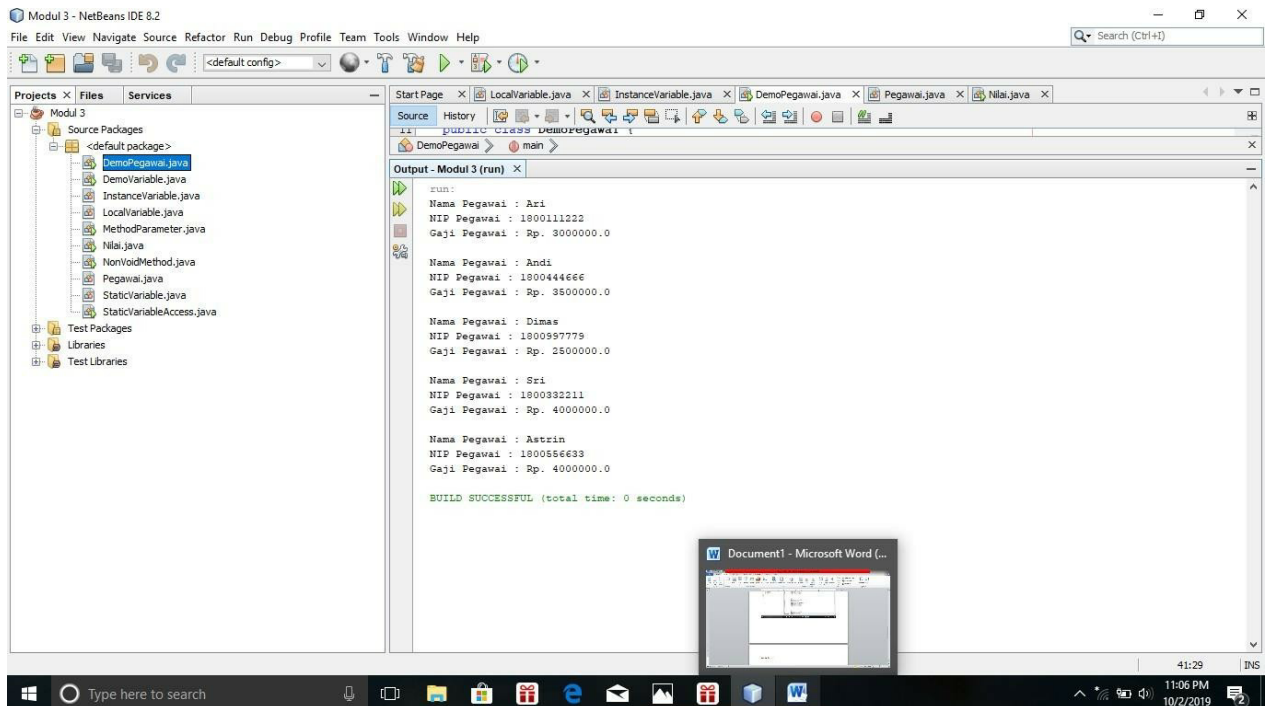 Modul 3 - NetBeans IDE 8.2
File Edit View Navigate Source Refactor Run Debug Profile Team Tools Window Help
Search (Ctrl+I)
<default config>
Projects Files Services
Modul 3
Source Packages
<default package>
DemoPegawai.java
DemoVariable.java
InstanceVariable.java
LocalVariable.java
MethodParameter.java
Nilai.java
NonVoidMethod.java
Pegawai.java
StaticVariable.java
StaticVariableAccess.java
Test Packages
Libraries
Test Libraries
Start Page LocalVariable.java InstanceVariable.java DemoPegawai.java Pegawai.java Nilai.java
Source History
11 public class DemoPegawai {
DemoPegawai main
Output - Modul 3 (run)
run:
Nama Pegawai : Ari
NIP Pegawai : 1800111222
Gaji Pegawai : Rp. 3000000.0
Nama Pegawai : Andi
NIP Pegawai : 1800444666
Gaji Pegawai : Rp. 3500000.0
Nama Pegawai : Dimas
NIP Pegawai : 1800997779
Gaji Pegawai : Rp. 2500000.0
Nama Pegawai : Sri
NIP Pegawai : 1800332211
Gaji Pegawai : Rp. 4000000.0
Nama Pegawai : Astrin
NIP Pegawai : 1800556633
Gaji Pegawai : Rp. 4000000.0
BUILD SUCCESSFUL (total time: 0 seconds)
Document1 - Microsoft Word (...
41:29 INS
Type here to search
11:06 PM
10/2/2019
2